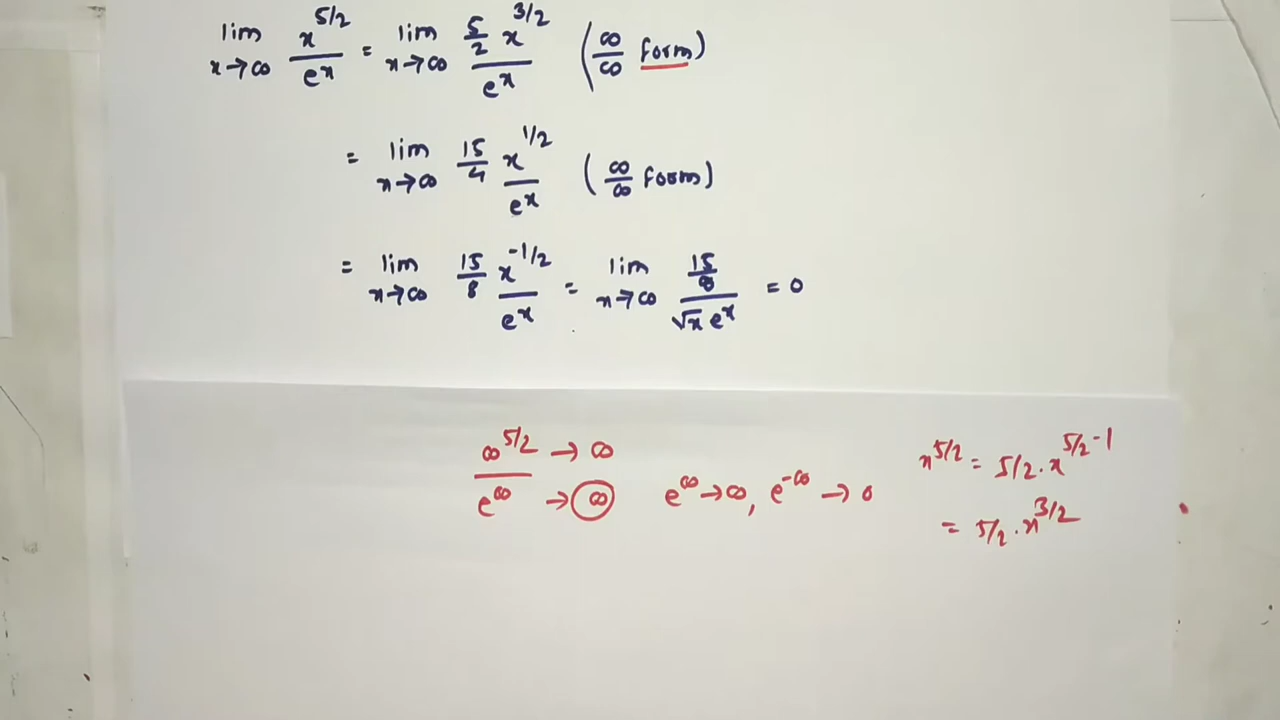 lim x→∞ x^5/2 / e^x = lim x→∞ 5/2 x^3/2 / e^x (∞/∞ form)
= lim x→∞ 15/4 x^1/2 / e^x (∞/∞ form)
= lim x→∞ 15/8 x^-1/2 / e^x = lim x→∞ 15/8 / √x e^x = 0
∞^5/2 → ∞
e^∞ → ∞ e^∞ → ∞, e^-∞ → 0
x^5/2 = 5/2 · x^5/2-1
= 5/2 · x^3/2